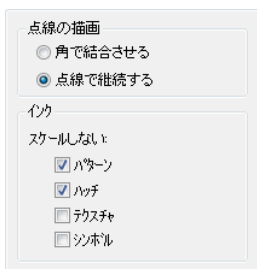 点線の描画
角で結合させる
点線で継続する
インク
スケールしない:
パターン
ハッチ
テクスチャ
シンボル